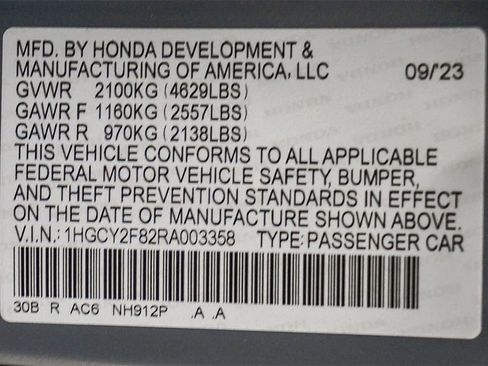 MFD. BY HONDA DEVELOPMENT &
MANUFACTURING OF AMERICA, LLC 09/'23
GVWR 2100KG (4629LBS)
GAWR F 1160KG (2557LBS)
GAWR R 970KG (2138LBS)
THIS VEHICLE CONFORMS TO ALL APPLICABLE
FEDERAL MOTOR VEHICLE SAFETY, BUMPER,
AND THEFT PREVENTION STANDARDS IN EFFECT
ON THE DATE OF MANUFACTURE SHOWN ABOVE.
V.I.N.: 1HGCY2F82RA003358 TYPE: PASSENGER CAR
30B R AC6 NH912P .A .A